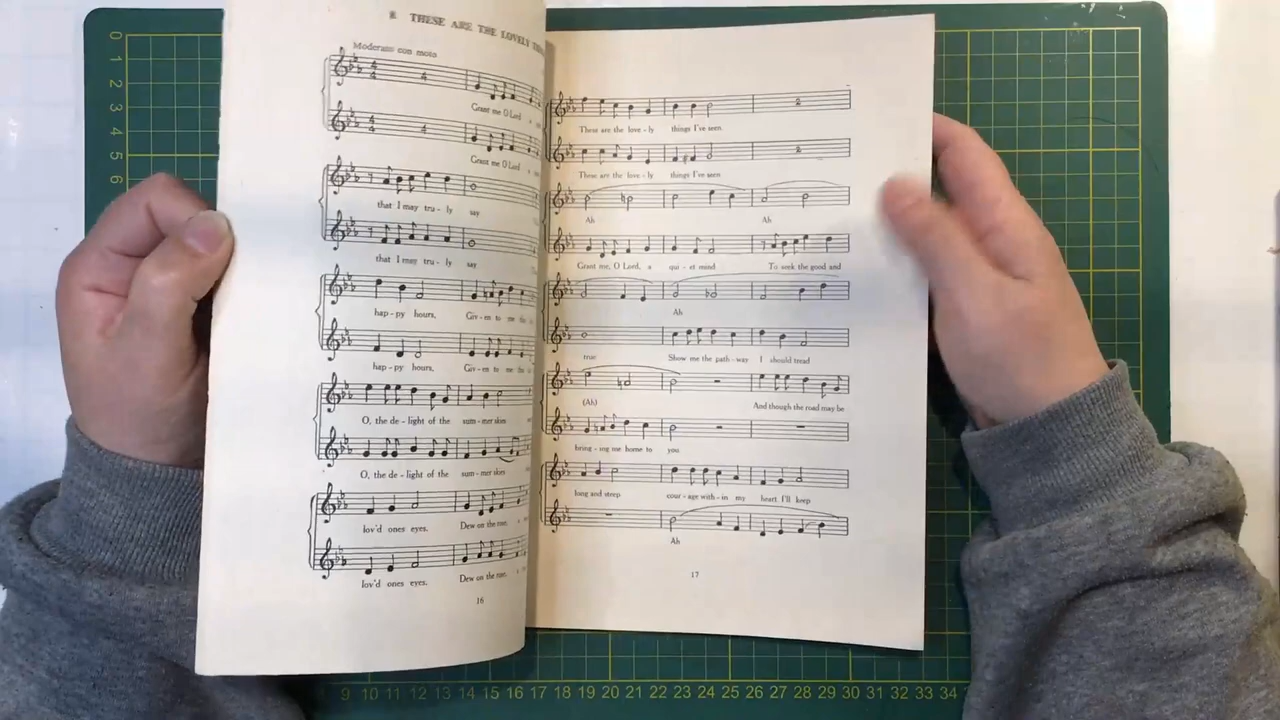 THESE ARE THE LOVELY
Moderato con moto
4 4 4
Grant me O Lord a
4 4 4
Grant me O Lord a
that I may tru - ly say
that I may tru - ly say
hap - py hours, Giv - en to me
hap - py hours, Giv - en to me
O, the de - light of the sum - mer skies
O, the de - light of the sum - mer skies
lov'd ones eyes. Dew on the rose,
lov'd ones eyes. Dew on the rose,
16
2
These are the love - ly things I've seen
2
These are the love - ly things I've seen
Ah Ah
Grant me, O Lord, a qui - et mind To seek the good and
Ah
true Show me the path - way I should tread
(Ah) And though the road may be
bring - ing me home to you
long and steep cour - age with - in my heart I'll keep
Ah
17
0
1
2
3
4
5
6
9 10 11 12 13 14 15 16 17 18 19 20 21 22 23 24 25 26 27 28 29 30 31 32 33 34